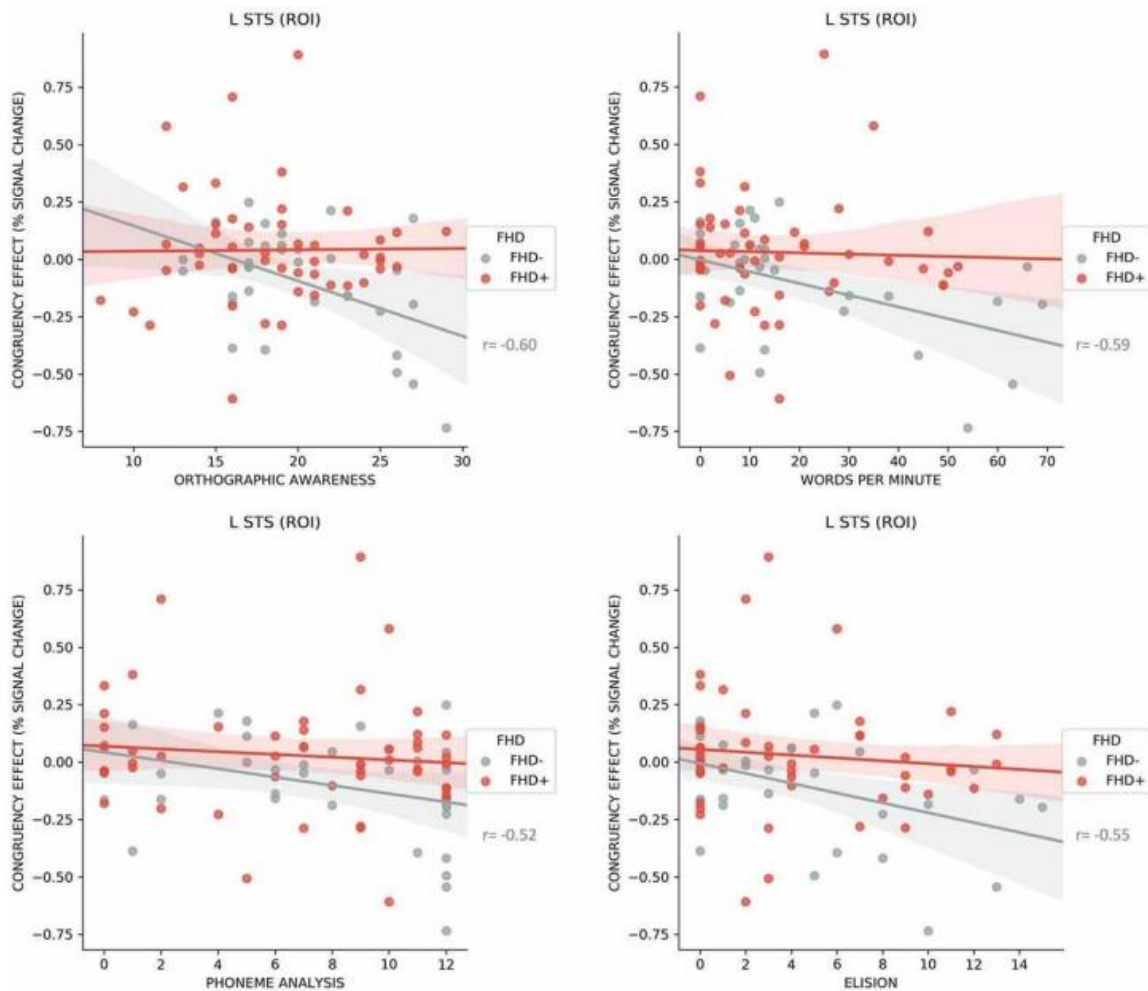 L STS (ROI)
CONGRUENCY EFFECT (% SIGNAL CHANGE)
0.75
0.50
0.25
0.00
−0.25
−0.50
−0.75
10 15 20 25 30
ORTHOGRAPHIC AWARENESS
FHD
FHD-
FHD+
r= -0.60
L STS (ROI)
CONGRUENCY EFFECT (% SIGNAL CHANGE)
0.75
0.50
0.25
0.00
−0.25
−0.50
−0.75
0 10 20 30 40 50 60 70
WORDS PER MINUTE
FHD
FHD-
FHD+
r= -0.59
L STS (ROI)
CONGRUENCY EFFECT (% SIGNAL CHANGE)
0.75
0.50
0.25
0.00
−0.25
−0.50
−0.75
0 2 4 6 8 10 12
PHONEME ANALYSIS
FHD
FHD-
FHD+
r= -0.52
L STS (ROI)
CONGRUENCY EFFECT (% SIGNAL CHANGE)
0.75
0.50
0.25
0.00
−0.25
−0.50
−0.75
0 2 4 6 8 10 12 14
ELISION
FHD
FHD-
FHD+
r= -0.55